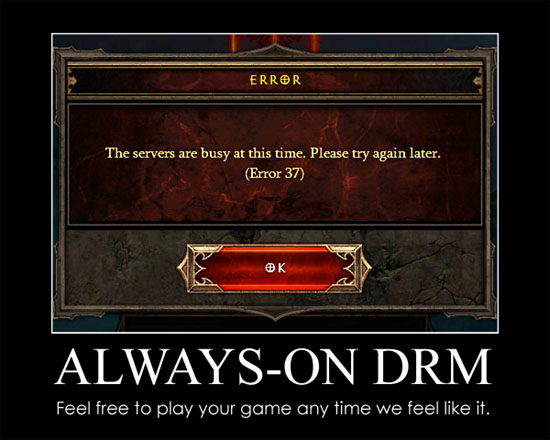 ERROR
The servers are busy at this time. Please try again later.
(Error 37)
OK
ALWAYS-ON DRM
Feel free to play your game any time we feel like it.